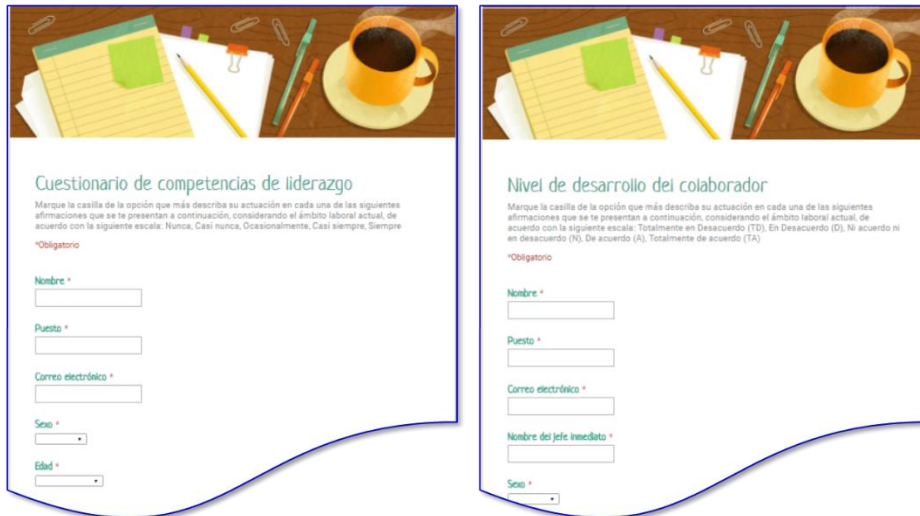 Cuestionario de competencias de liderazgo
Marque la casilla de la opción que más describa su actuación en cada una de las siguientes
afirmaciones que se te presentan a continuación, considerando el ámbito laboral actual, de
acuerdo con la siguiente escala: Nunca, Casi nunca, Ocasionalmente, Casi siempre, Siempre
*Obligatorio
Nombre *
Puesto *
Correo electrónico *
Sexo *
Edad *
Nivel de desarrollo del colaborador
Marque la casilla de la opción que más describa su actuación en cada una de las siguientes
afirmaciones que se te presentan a continuación, considerando el ámbito laboral actual, de
acuerdo con la siguiente escala: Totalmente en Desacuerdo (TD), En Desacuerdo (D), Ni acuerdo ni
en desacuerdo (N), De acuerdo (A), Totalmente de acuerdo (TA)
*Obligatorio
Nombre *
Puesto *
Correo electrónico *
Nombre del jefe inmediato *
Sexo *